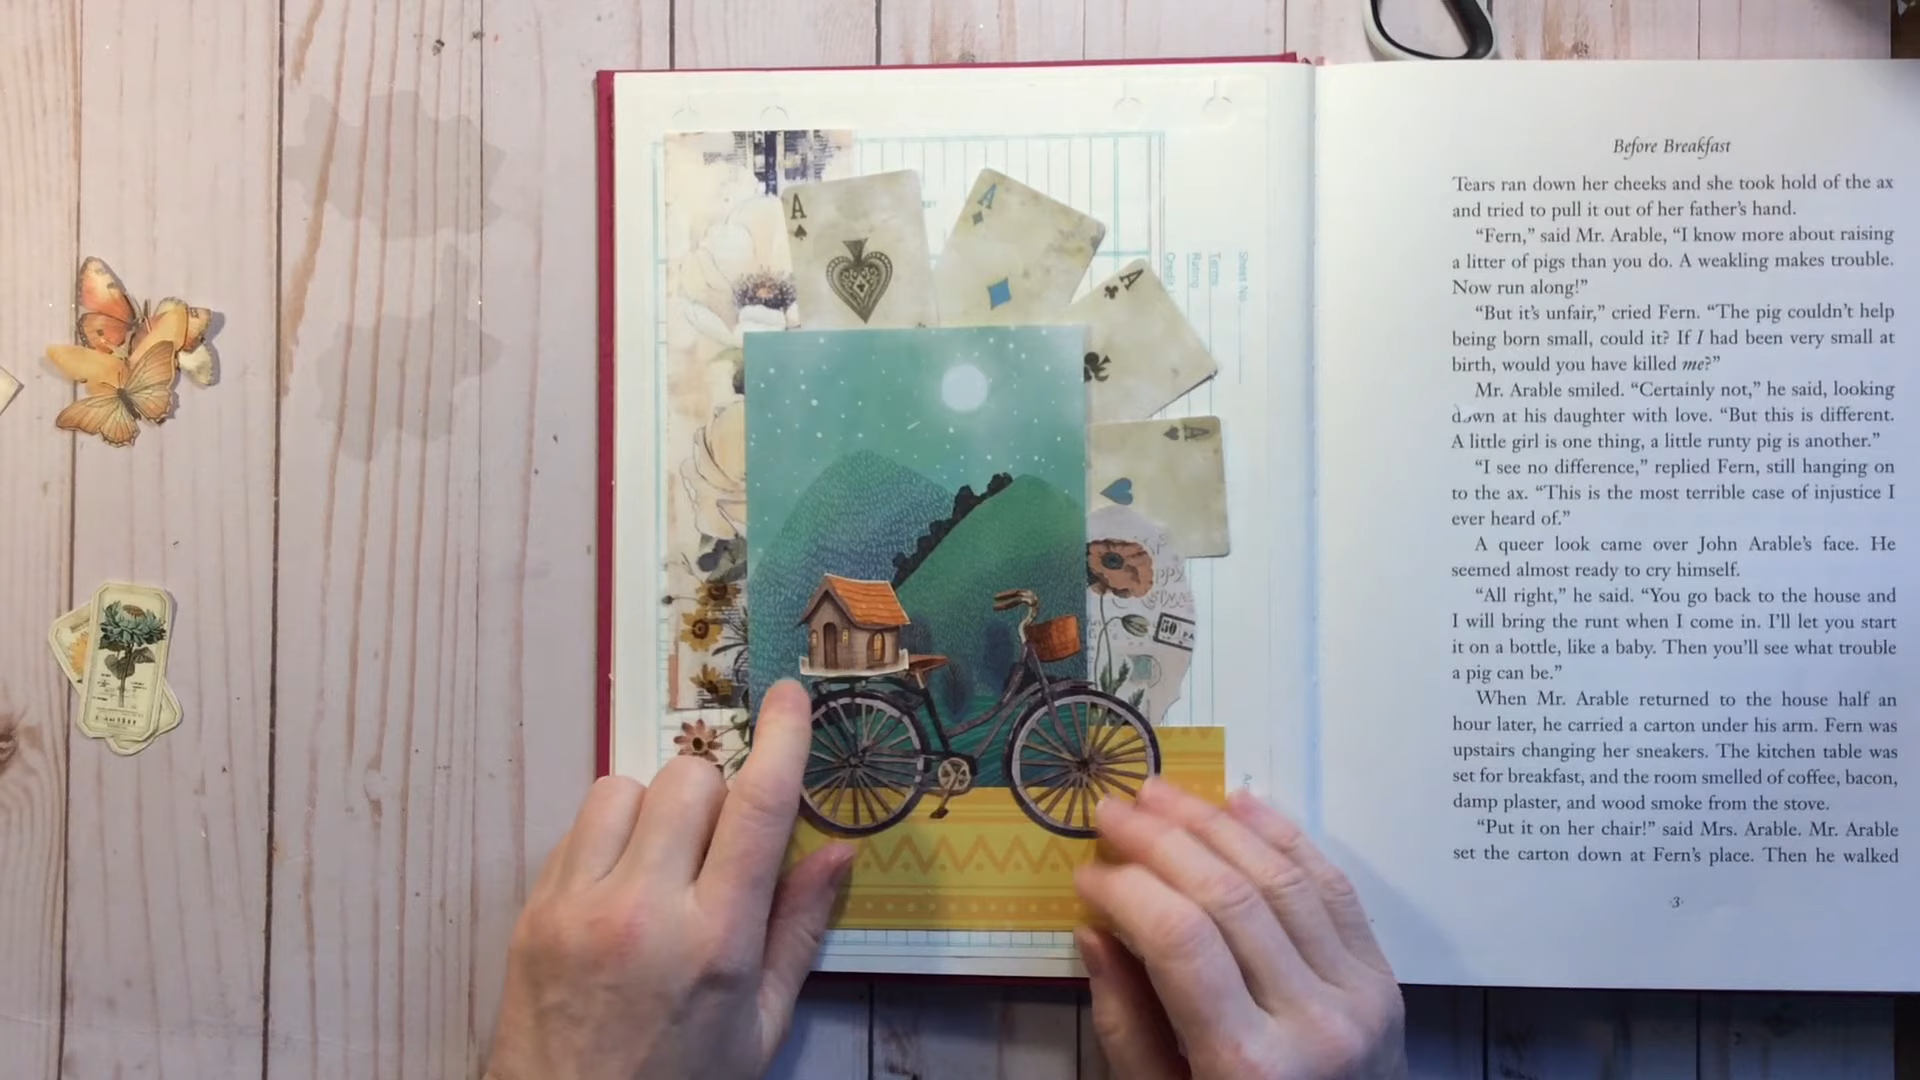 A
A
A
A
Sheet No.
Terms
Rating
50 PA
Before Breakfast
Tears ran down her cheeks and she took hold of the ax
and tried to pull it out of her father's hand.
“Fern,” said Mr. Arable, “I know more about raising
a litter of pigs than you do. A weakling makes trouble.
Now run along!”
“But it's unfair,” cried Fern. “The pig couldn't help
being born small, could it? If I had been very small at
birth, would you have killed me?”
Mr. Arable smiled. “Certainly not,” he said, looking
down at his daughter with love. “But this is different.
A little girl is one thing, a little runty pig is another.”
“I see no difference,” replied Fern, still hanging on
to the ax. “This is the most terrible case of injustice I
ever heard of.”
A queer look came over John Arable's face. He
seemed almost ready to cry himself.
“All right,” he said. “You go back to the house and
I will bring the runt when I come in. I'll let you start
it on a bottle, like a baby. Then you'll see what trouble
a pig can be.”
When Mr. Arable returned to the house half an
hour later, he carried a carton under his arm. Fern was
upstairs changing her sneakers. The kitchen table was
set for breakfast, and the room smelled of coffee, bacon,
damp plaster, and wood smoke from the stove.
“Put it on her chair!” said Mrs. Arable. Mr. Arable
set the carton down at Fern's place. Then he walked
·3·